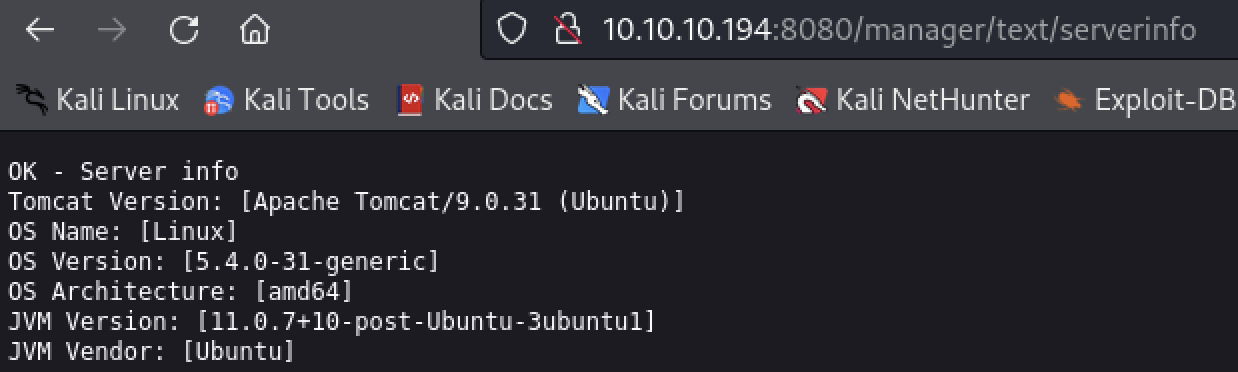 10.10.10.194:8080/manager/text/serverinfo
Kali Linux Kali Tools Kali Docs Kali Forums Kali NetHunter Exploit-DB
OK - Server info
Tomcat Version: [Apache Tomcat/9.0.31 (Ubuntu)]
OS Name: [Linux]
OS Version: [5.4.0-31-generic]
OS Architecture: [amd64]
JVM Version: [11.0.7+10-post-Ubuntu-3ubuntu1]
JVM Vendor: [Ubuntu]